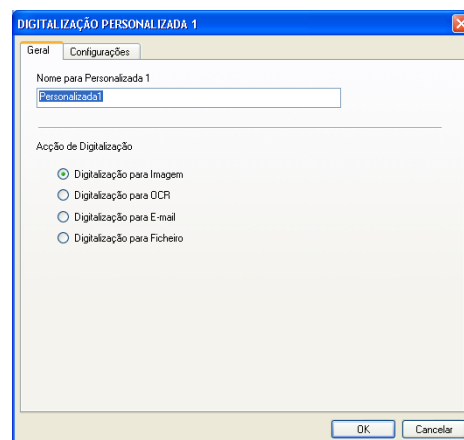 DIGITALIZAÇÃO PERSONALIZADA 1
Geral Configurações
Nome para Personalizada 1
Personalizada1
Acção de Digitalização
Digitalização para Imagem
Digitalização para OCR
Digitalização para E-mail
Digitalização para Ficheiro
OK Cancelar